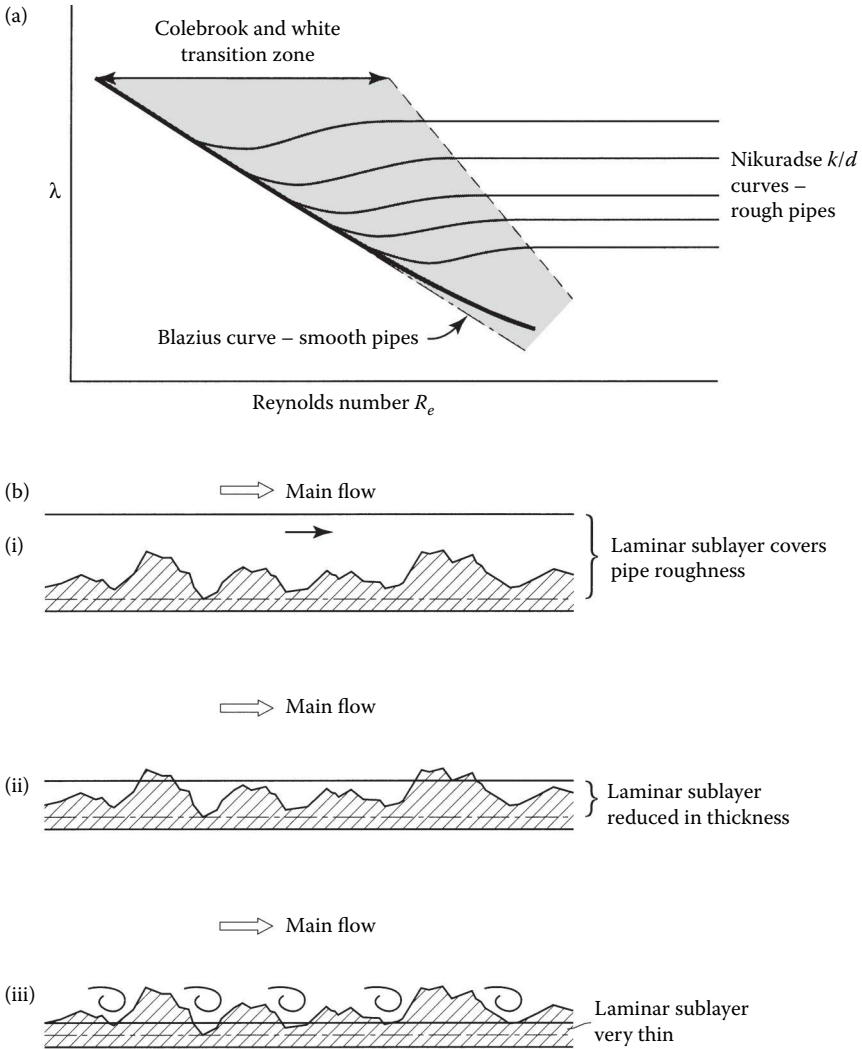 (a)
Colebrook and white
transition zone
λ
Nikuradse k/d
curves –
rough pipes
Blazius curve – smooth pipes
Reynolds number Re
(b)
Main flow
(i)
Laminar sublayer covers
pipe roughness
Main flow
(ii)
Laminar sublayer
reduced in thickness
Main flow
(iii)
Laminar sublayer
very thin